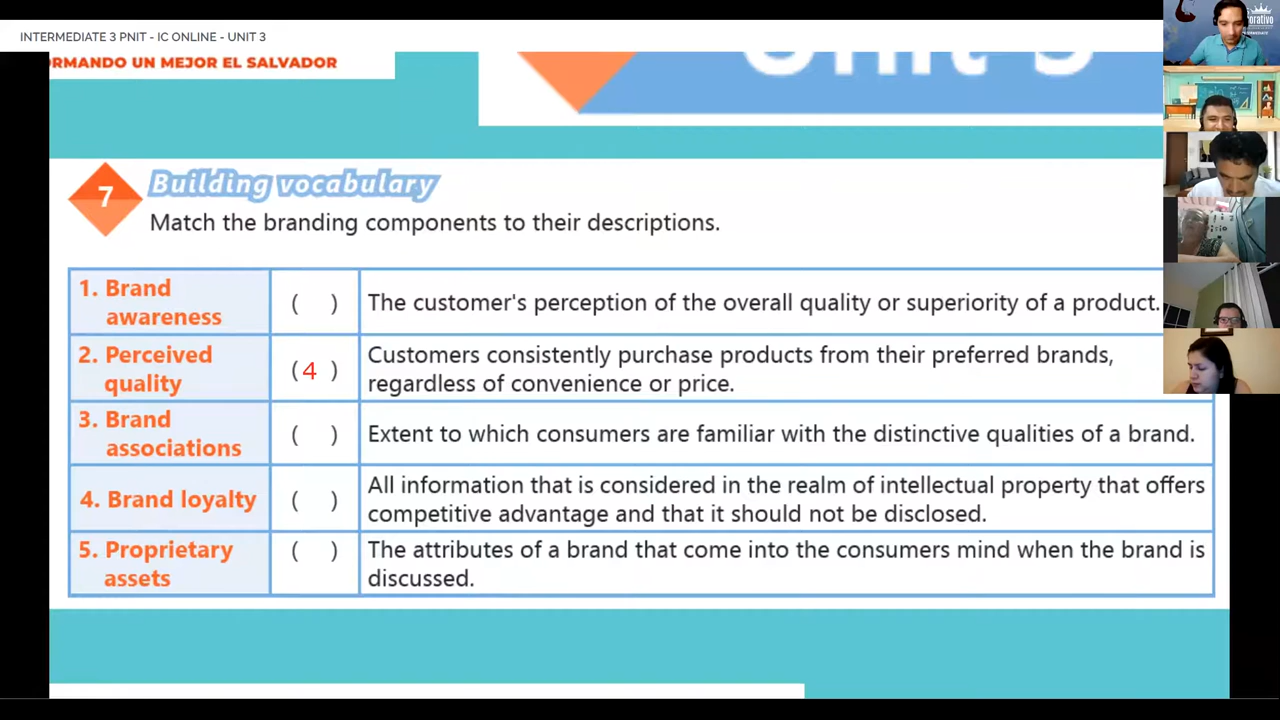 INTERMEDIATE 3 PNIT - IC ONLINE - UNIT 3
ORMANDO UN MEJOR EL SALVADOR
Unit 3
7
Building vocabulary
Match the branding components to their descriptions.
1. Brand awareness ( ) The customer's perception of the overall quality or superiority of a product.
2. Perceived quality (4 ) Customers consistently purchase products from their preferred brands,
regardless of convenience or price.
3. Brand associations ( ) Extent to which consumers are familiar with the distinctive qualities of a brand.
4. Brand loyalty ( ) All information that is considered in the realm of intellectual property that offers
competitive advantage and that it should not be disclosed.
5. Proprietary assets ( ) The attributes of a brand that come into the consumers mind when the brand is
discussed.